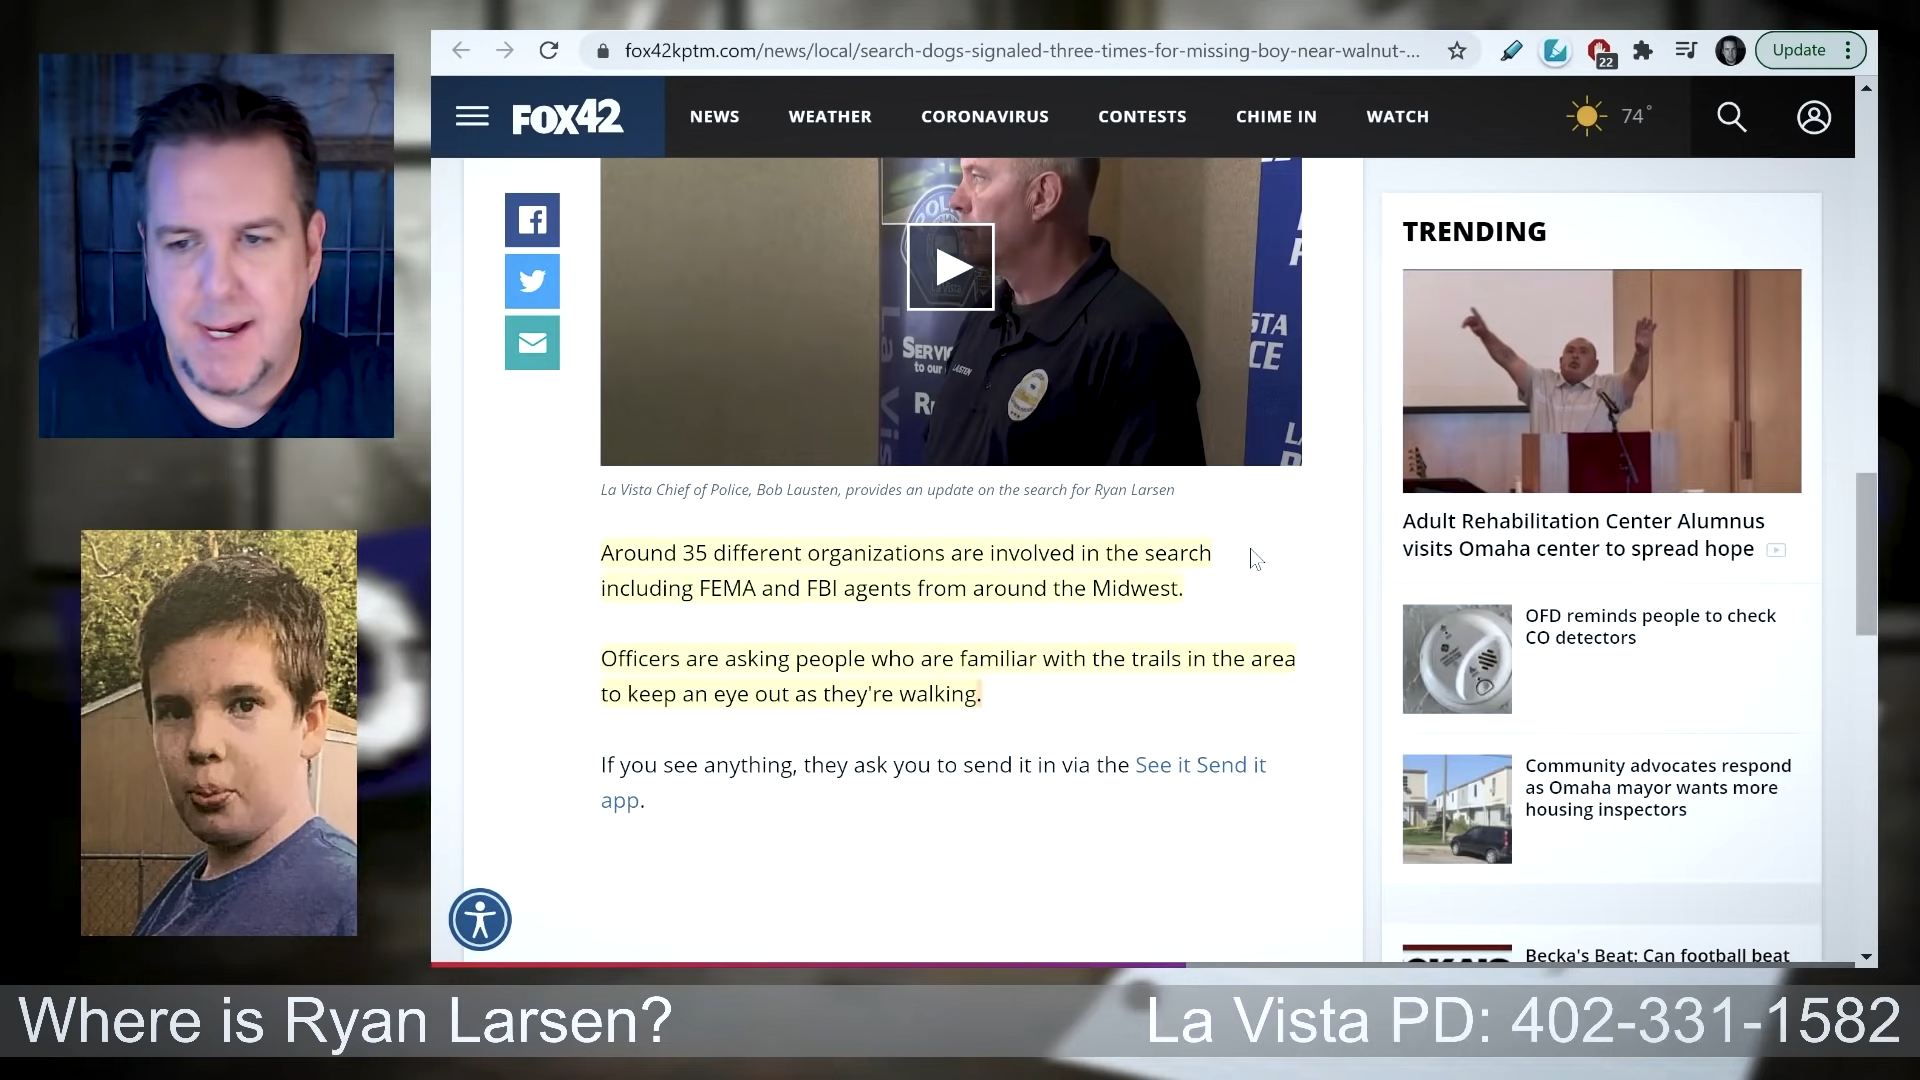 fox42kptm.com/news/local/search-dogs-signaled-three-times-for-missing-boy-near-walnut-...
22
Update
FOX42
NEWS
WEATHER
CORONAVIRUS
CONTESTS
CHIME IN
WATCH
74°
La Vista Chief of Police, Bob Lausten, provides an update on the search for Ryan Larsen
Around 35 different organizations are involved in the search
including FEMA and FBI agents from around the Midwest.
Officers are asking people who are familiar with the trails in the area
to keep an eye out as they're walking.
If you see anything, they ask you to send it in via the See it Send it
app.
TRENDING
Adult Rehabilitation Center Alumnus
visits Omaha center to spread hope
OFD reminds people to check
CO detectors
Community advocates respond
as Omaha mayor wants more
housing inspectors
Becka's Beat: Can football beat
Where is Ryan Larsen?
La Vista PD: 402-331-1582